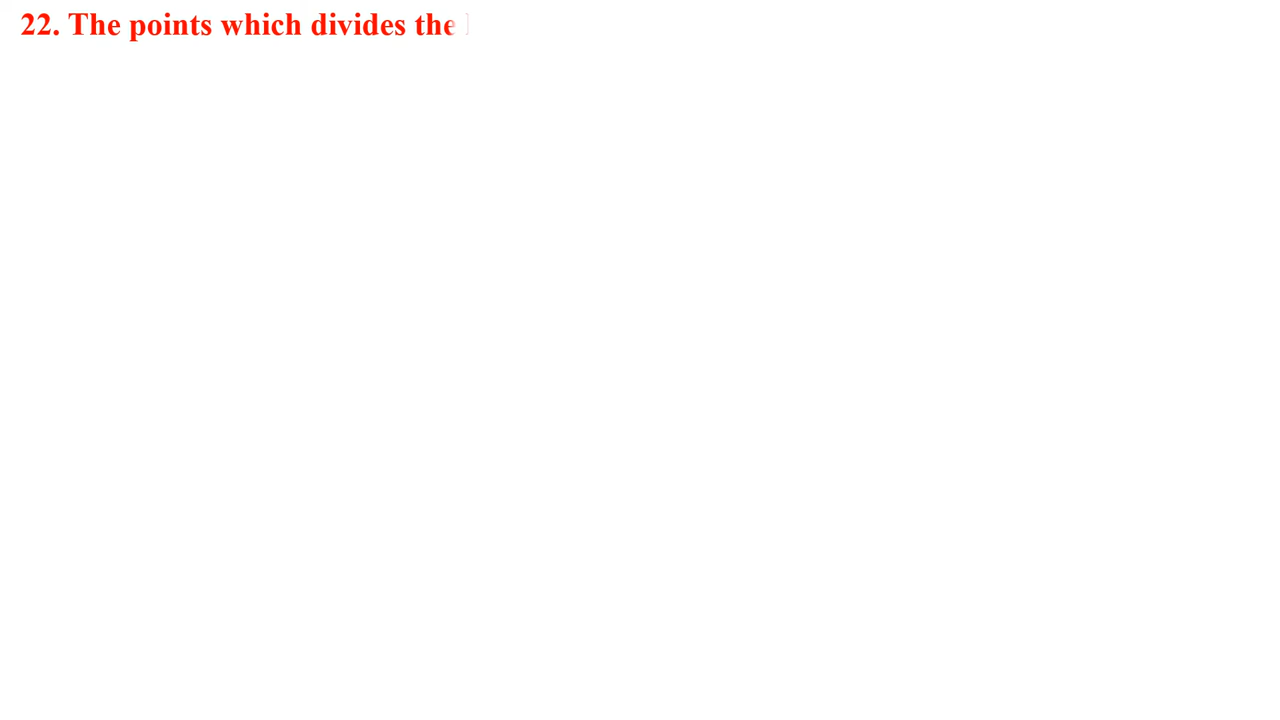 22. The points which divides the